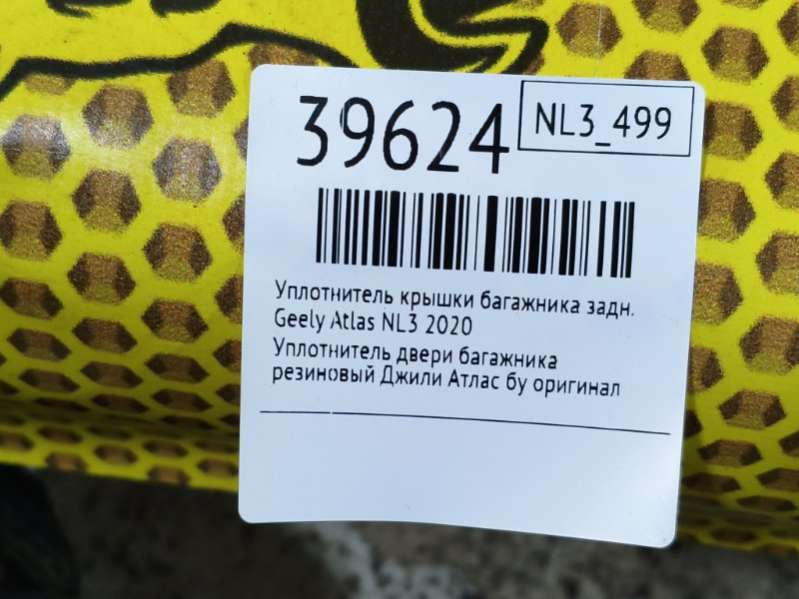 39624
NL3_499
Уплотнитель крышки багажника задн.
Geely Atlas NL3 2020
Уплотнитель двери багажника
резиновый Джили Атлас бу оригинал